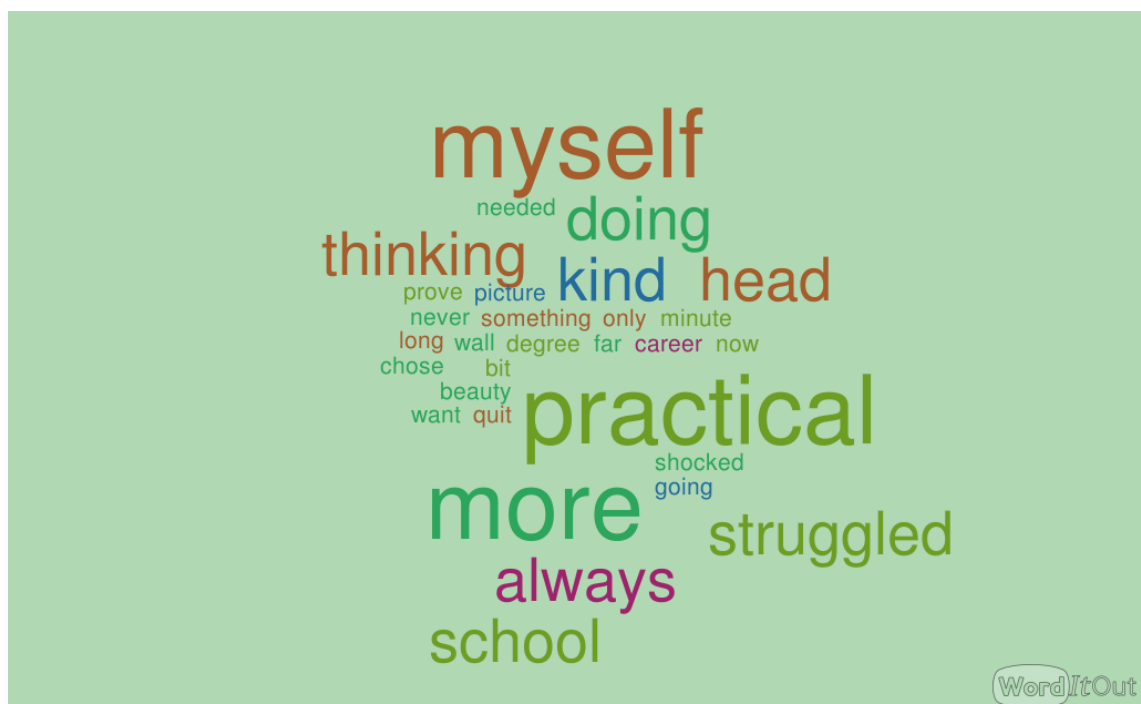 myself
needed doing
thinking kind head
prove picture
never something only minute
long wall degree far career now
chose bit
beauty
want quit practical
shocked
more going
struggled
always
school
WordItOut